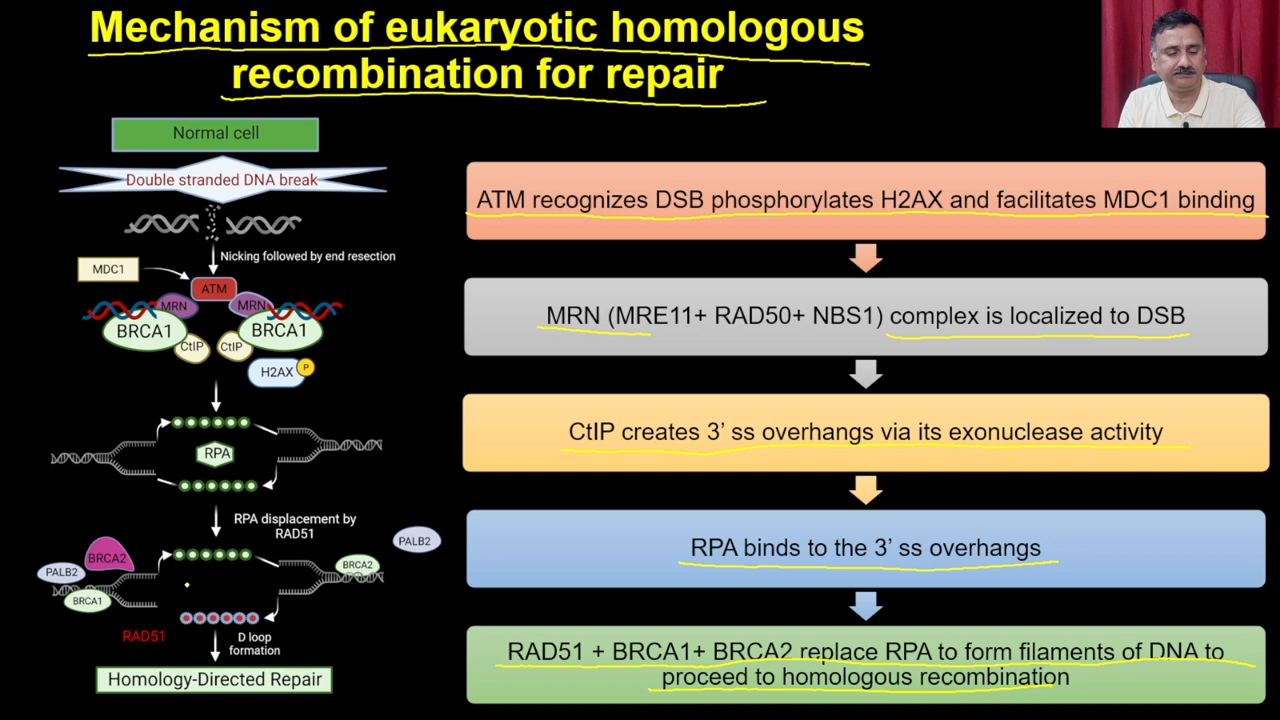 Mechanism of eukaryotic homologous
recombination for repair
Normal cell
Double stranded DNA break
Nicking followed by end resection
MDC1
ATM
MRN
MRN
BRCA1
BRCA1
CtIP
CtIP
H2AX
P
RPA
RPA displacement by
RAD51
PALB2
BRCA2
BRCA2
PALB2
BRCA1
RAD51
D loop
formation
Homology-Directed Repair
ATM recognizes DSB phosphorylates H2AX and facilitates MDC1 binding
MRN (MRE11+ RAD50+ NBS1) complex is localized to DSB
CtIP creates 3’ ss overhangs via its exonuclease activity
RPA binds to the 3’ ss overhangs
RAD51 + BRCA1+ BRCA2 replace RPA to form filaments of DNA to
proceed to homologous recombination